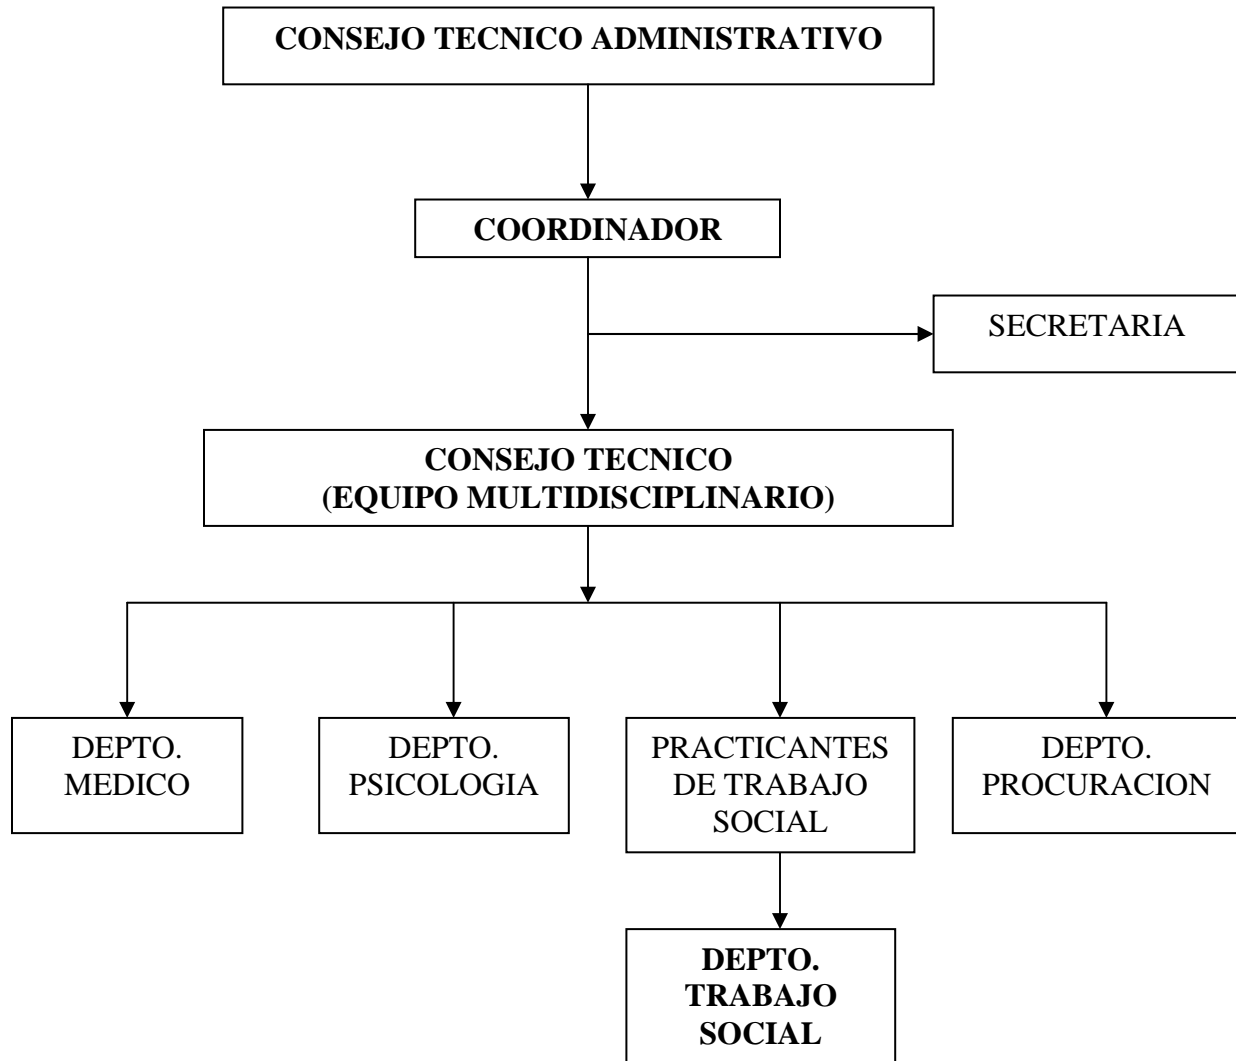 CONSEJO TECNICO ADMINISTRATIVO
COORDINADOR
SECRETARIA
CONSEJO TECNICO
(EQUIPO MULTIDISCIPLINARIO)
DEPTO.
MEDICO
DEPTO.
PSICOLOGIA
PRACTICANTES
DE TRABAJO
SOCIAL
DEPTO.
PROCURACION
DEPTO.
TRABAJO
SOCIAL